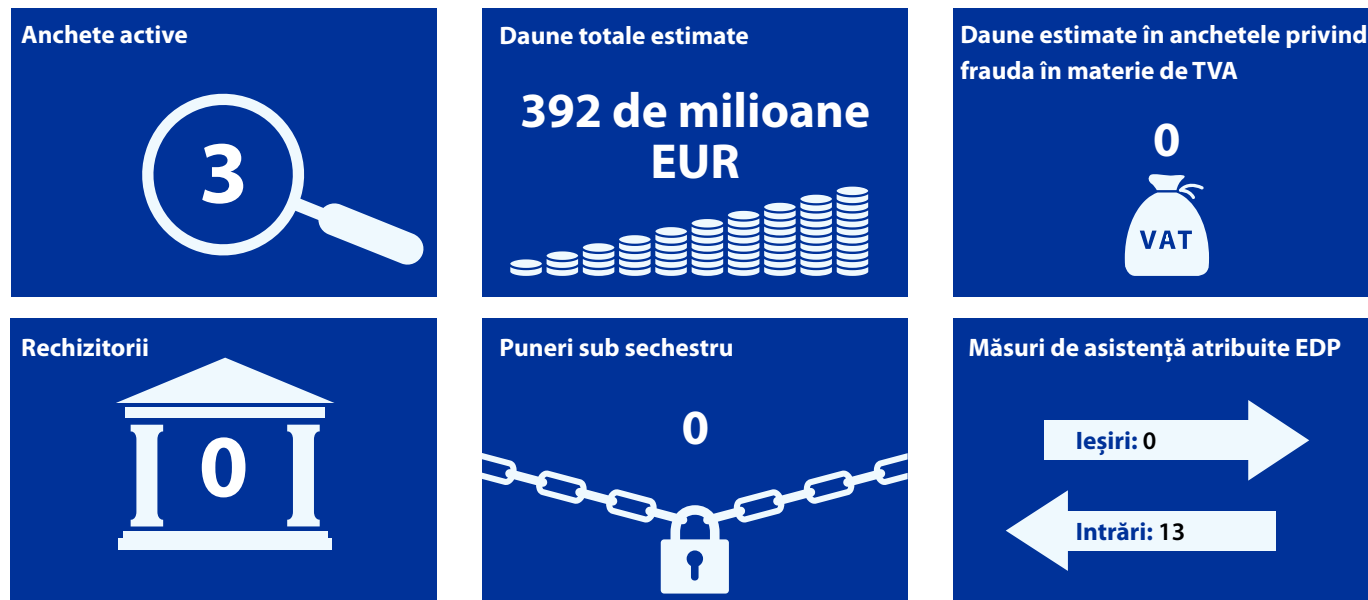 Anchete active
3
Daune totale estimate
392 de milioane
EUR
Daune estimate în anchetele privind
frauda în materie de TVA
0
VAT
Rechizitorii
0
Puneri sub sechestru
0
Măsuri de asistență atribuite EDP
Ieșiri: 0
Intrări: 13